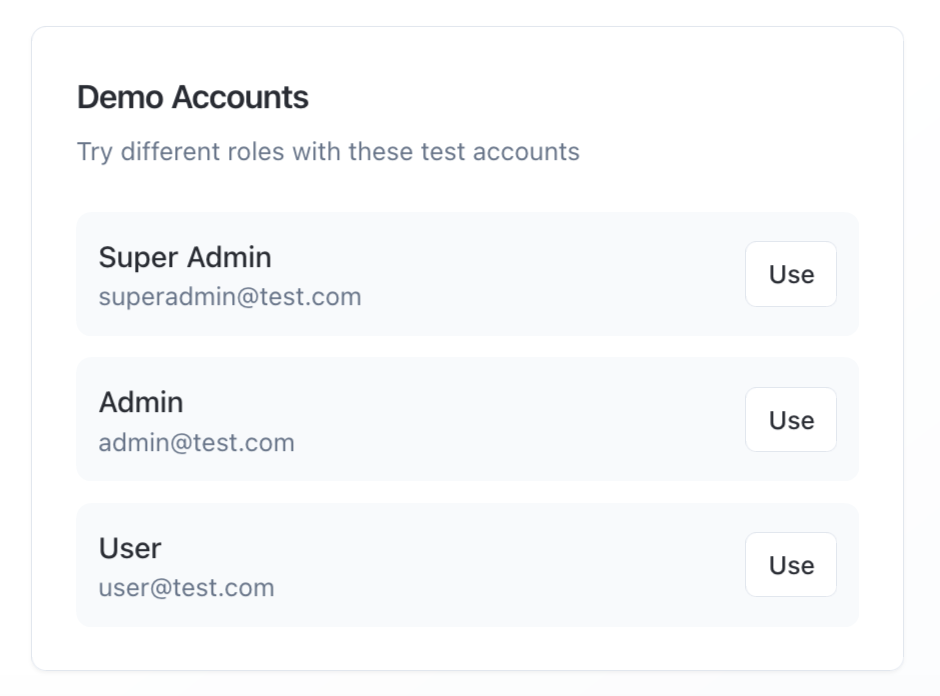 Demo Accounts
Try different roles with these test accounts
Super Admin
superadmin@test.com
Use
Admin
admin@test.com
Use
User
user@test.com
Use